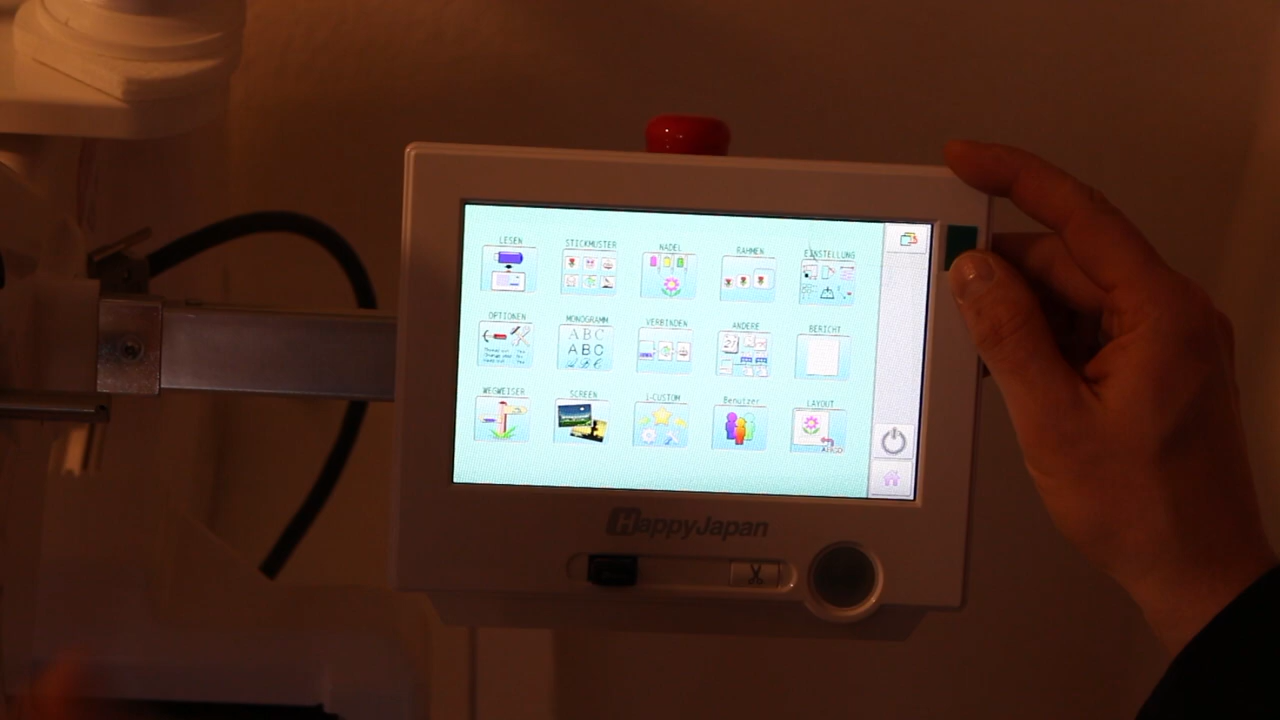 LESEN STICKMUSTER NADEL RAHMEN EINSTELLUNG
OPTIONEN MONOGRAMM VERBINDEN ANDERE BERICHT
ABC
ABC
WEGWEISER SCREEN i-CUSTOM Benutzer LAYOUT
HappyJapan